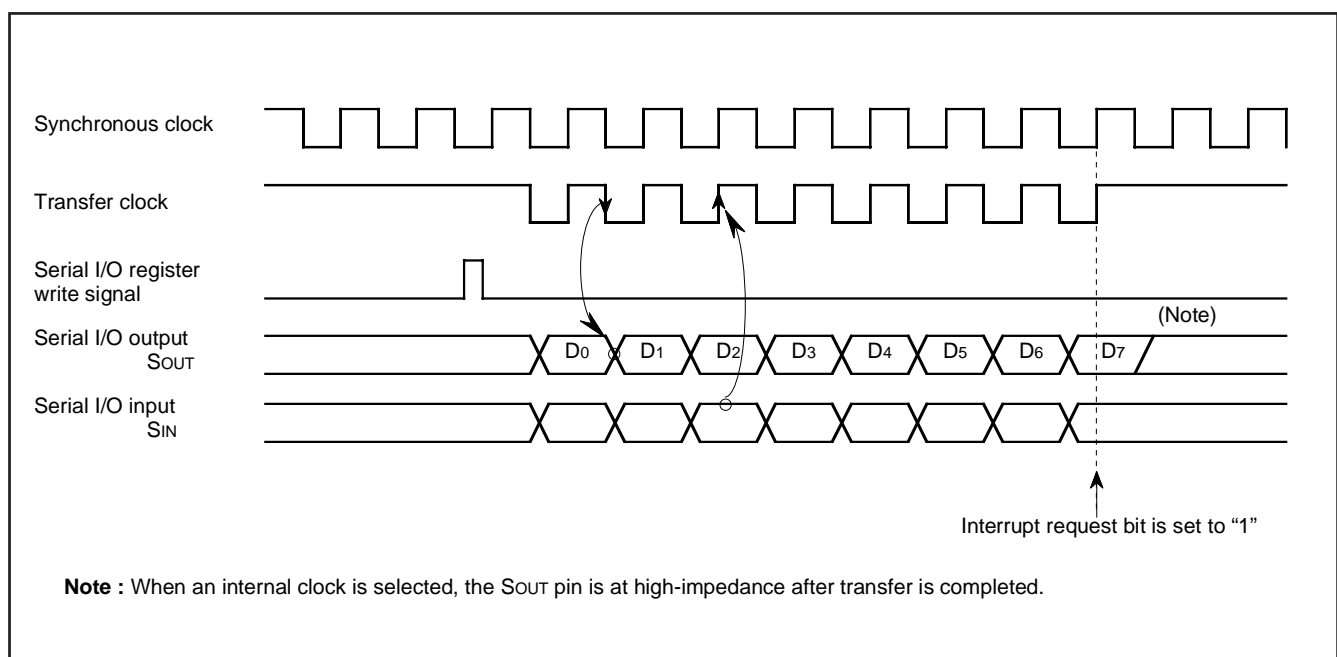 Synchronous clock
Transfer clock
Serial I/O register
write signal
(Note)
Serial I/O output
SOUT
D0 D1 D2 D3 D4 D5 D6 D7
Serial I/O input
SIN
Interrupt request bit is set to “1”
Note : When an internal clock is selected, the SOUT pin is at high-impedance after transfer is completed.